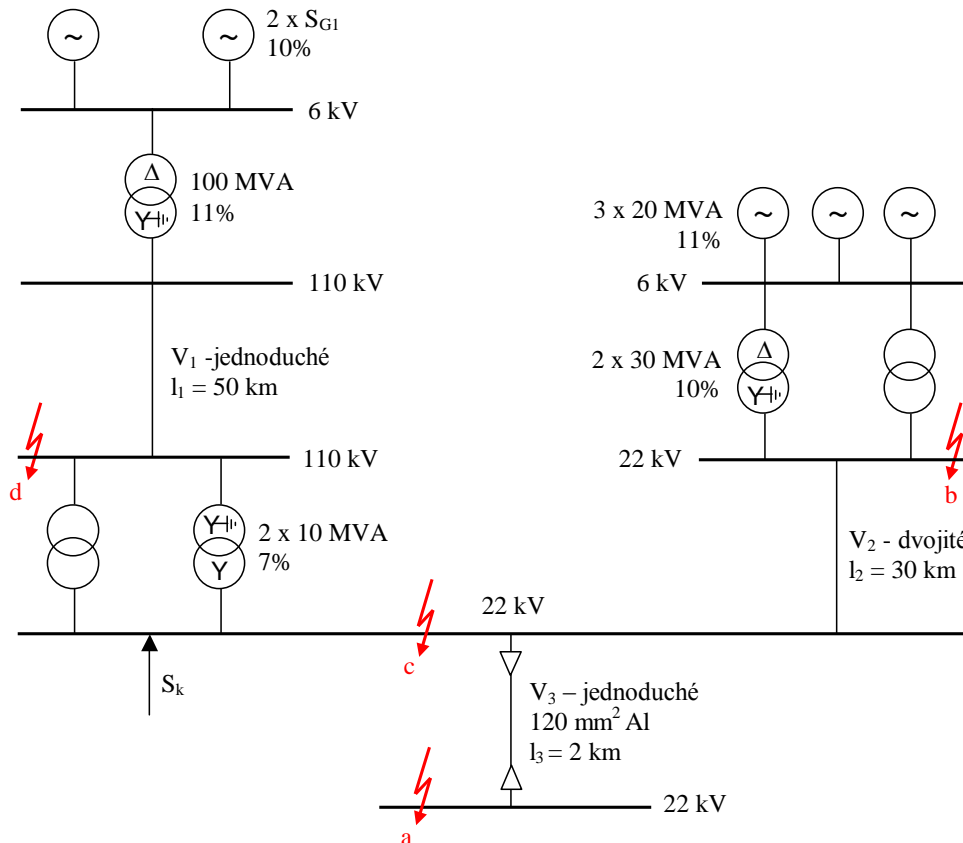 2 x SG1
10%
~
~
6 kV
Δ
Y
100 MVA
11%
110 kV
3 x 20 MVA
11%
~
~
~
6 kV
V1 -jednoduché
l1 = 50 km
2 x 30 MVA
10%
Δ
Y
d
110 kV
22 kV
b
Y
Y
2 x 10 MVA
7%
V2 - dvojité
l2 = 30 km
22 kV
c
Sk
V3 – jednoduché
120 mm2 Al
l3 = 2 km
a
22 kV